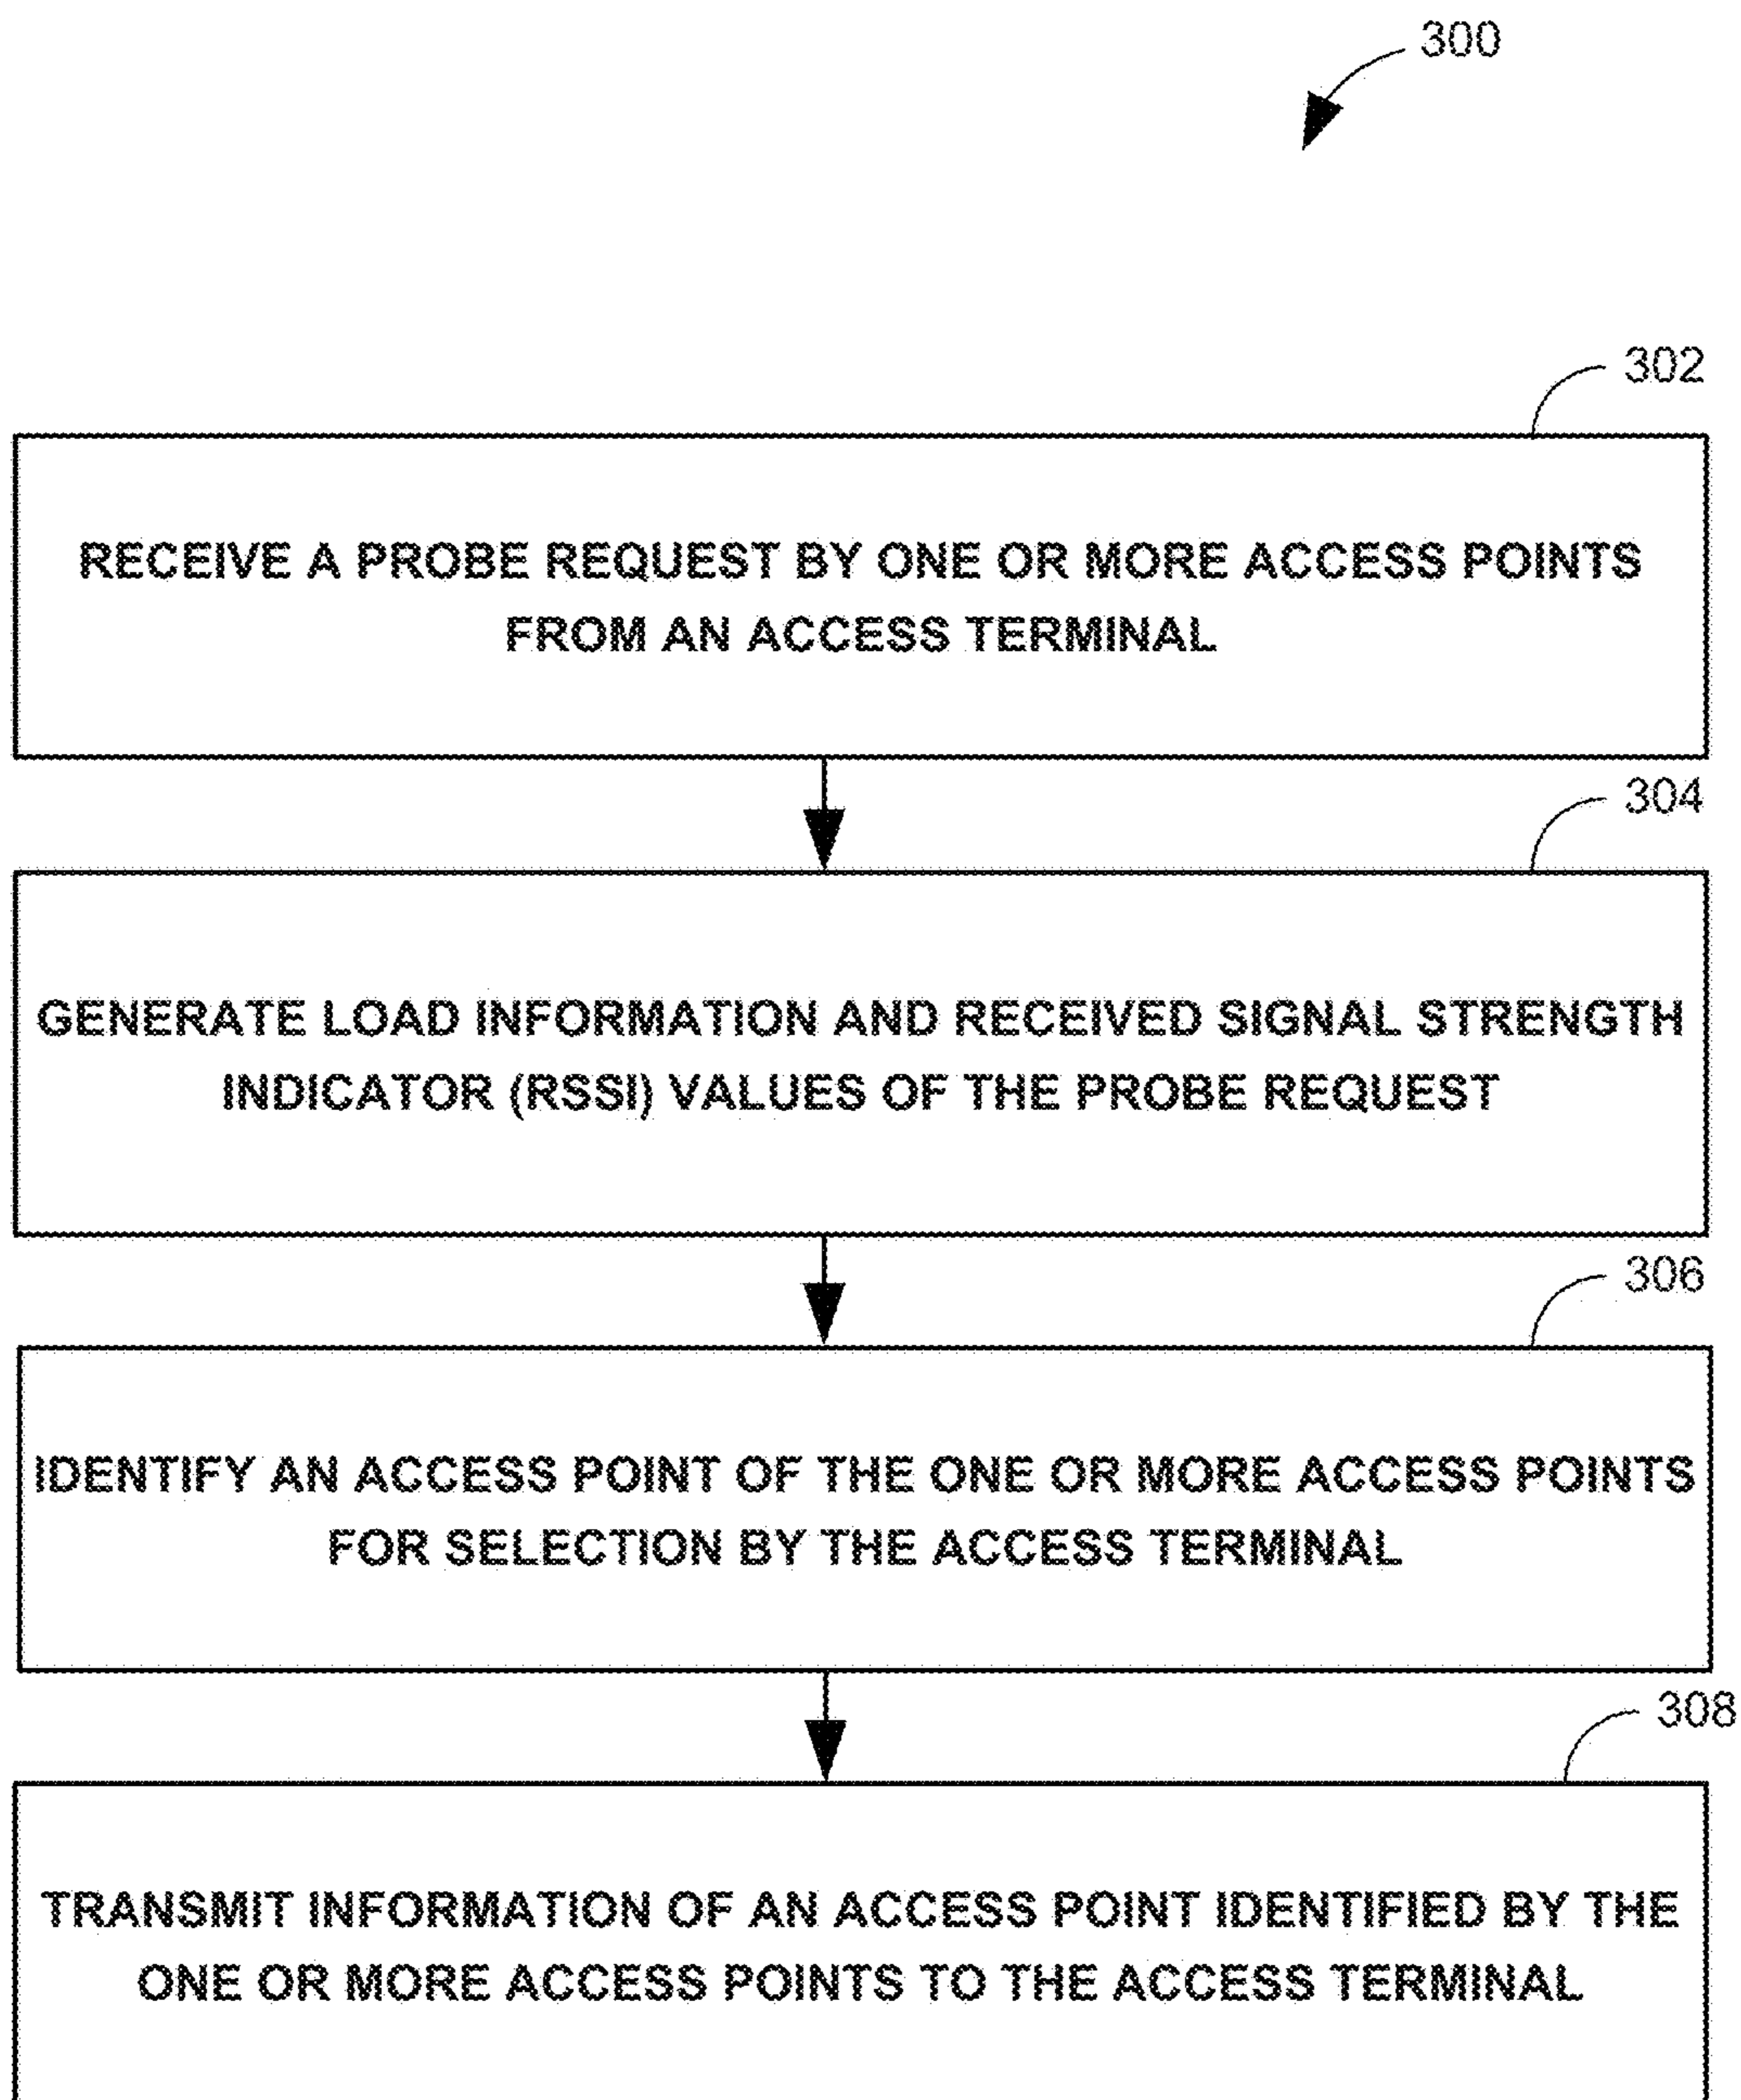 300
302
RECEIVE A PROBE REQUEST BY ONE OR MORE ACCESS POINTS
FROM AN ACCESS TERMINAL
304
GENERATE LOAD INFORMATION AND RECEIVED SIGNAL STRENGTH
INDICATOR (RSSI) VALUES OF THE PROBE REQUEST
306
IDENTIFY AN ACCESS POINT OF THE ONE OR MORE ACCESS POINTS
FOR SELECTION BY THE ACCESS TERMINAL
308
TRANSMIT INFORMATION OF AN ACCESS POINT IDENTIFIED BY THE
ONE OR MORE ACCESS POINTS TO THE ACCESS TERMINAL